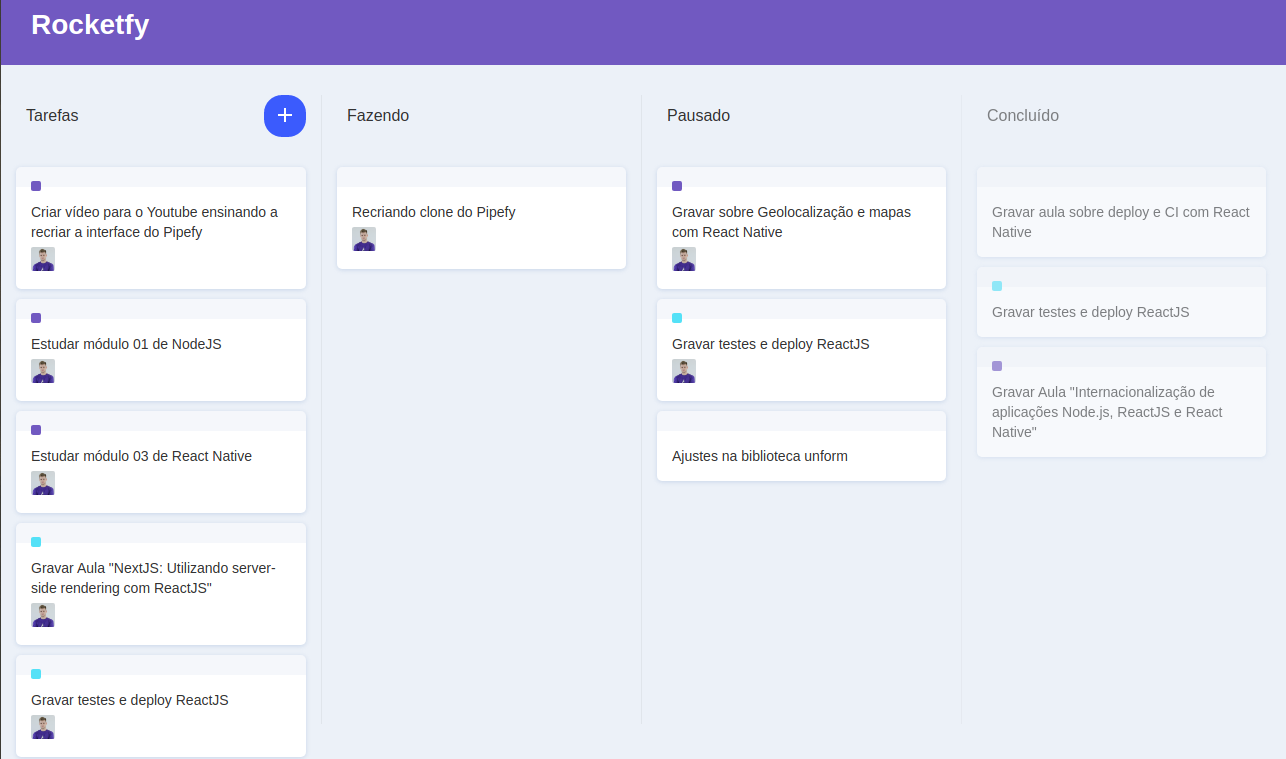 Rocketfy
Tarefas
Criar vídeo para o Youtube ensinando a
recriar a interface do Pipefy
Estudar módulo 01 de NodeJS
Estudar módulo 03 de React Native
Gravar Aula "NextJS: Utilizando server-
side rendering com ReactJS"
Gravar testes e deploy ReactJS
Fazendo
Recriando clone do Pipefy
Pausado
Gravar sobre Geolocalização e mapas
com React Native
Gravar testes e deploy ReactJS
Ajustes na biblioteca unform
Concluído
Gravar aula sobre deploy e CI com React
Native
Gravar testes e deploy ReactJS
Gravar Aula "Internacionalização de
aplicações Node.js, ReactJS e React
Native"